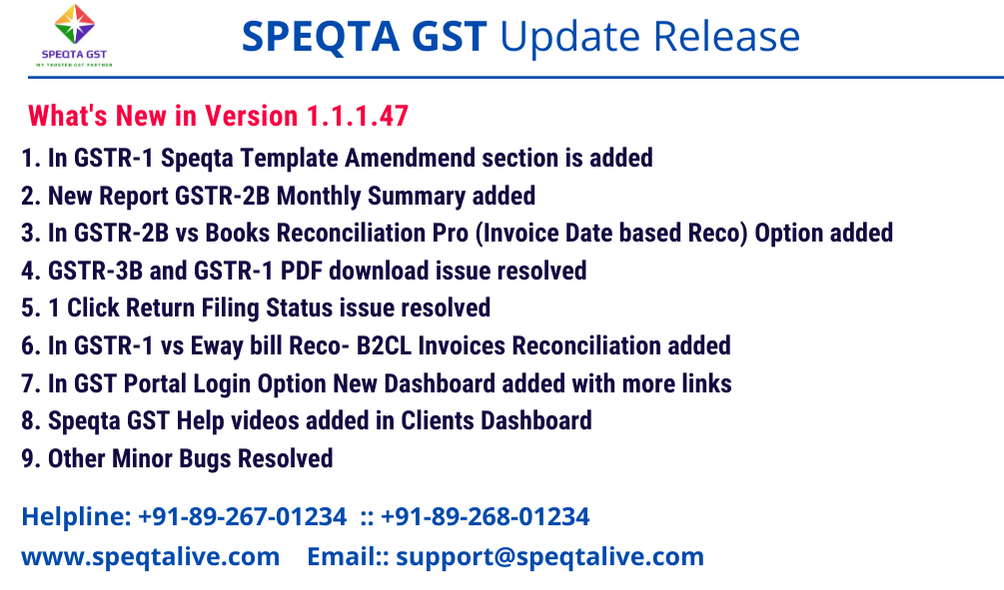 SPEQTA GST
MY TRUSTED GST PARTNER
SPEQTA GST Update Release
What's New in Version 1.1.1.47
1. In GSTR-1 Speqta Template Amendmend section is added
2. New Report GSTR-2B Monthly Summary added
3. In GSTR-2B vs Books Reconciliation Pro (Invoice Date based Reco) Option added
4. GSTR-3B and GSTR-1 PDF download issue resolved
5. 1 Click Return Filing Status issue resolved
6. In GSTR-1 vs Eway bill Reco- B2CL Invoices Reconciliation added
7. In GST Portal Login Option New Dashboard added with more links
8. Speqta GST Help videos added in Clients Dashboard
9. Other Minor Bugs Resolved
Helpline: +91-89-267-01234 :: +91-89-268-01234
www.speqtalive.com Email:: support@speqtalive.com